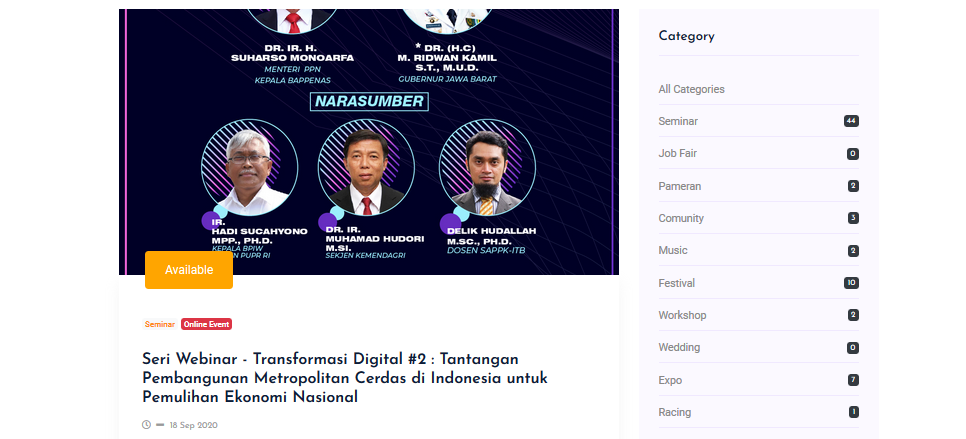 DR. IR. H.
SUHARSO MONOARFA
MENTERI PPN
KEPALA BAPPENAS
* DR. (H.C)
M. RIDWAN KAMIL
S.T., M.U.D.
GUBERNUR JAWA BARAT
NARASUMBER
IR.
HADI SUCAHYONO
MPP., PH.D.
KEPALA BPIW
PUPR RI
DR. IR.
MUHAMAD HUDORI
M.SI.
SEKJEN KEMENDAGRI
DELIK HUDALLAH
M.SC., PH.D.
DOSEN SAPPK-ITB
Available
Seminar Online Event
Seri Webinar - Transformasi Digital #2 : Tantangan
Pembangunan Metropolitan Cerdas di Indonesia untuk
Pemulihan Ekonomi Nasional
18 Sep 2020
Category
All Categories
Seminar 44
Job Fair 0
Pameran 2
Comunity 3
Music 2
Festival 10
Workshop 2
Wedding 0
Expo 7
Racing 1